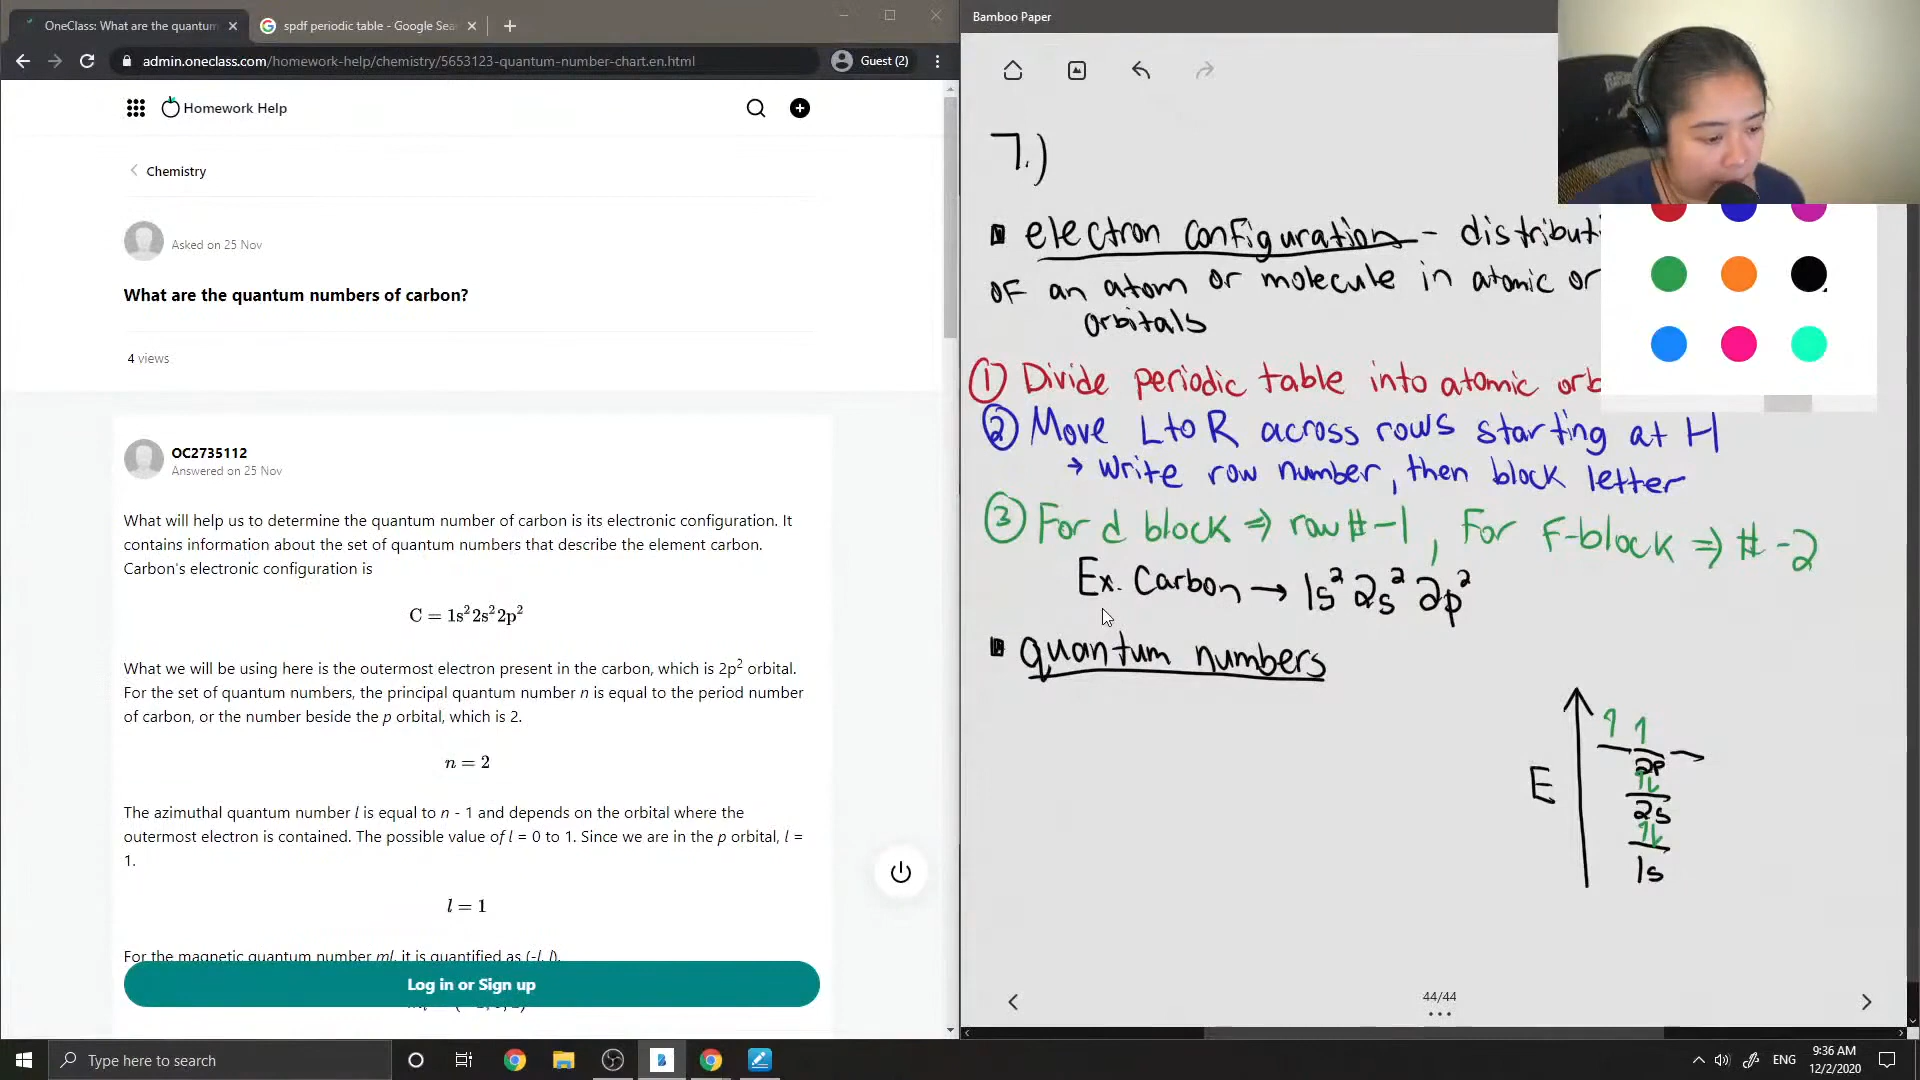 OneClass: What are the quantum
spdf periodic table - Google Sea
admin.oneclass.com/homework-help/chemistry/5653123-quantum-number-chart.en.html
Guest (2)
Homework Help
Chemistry
Asked on 25 Nov
What are the quantum numbers of carbon?
4 views
OC2735112
Answered on 25 Nov
What will help us to determine the quantum number of carbon is its electronic configuration. It
contains information about the set of quantum numbers that describe the element carbon.
Carbon's electronic configuration is
C = 1s²2s²2p²
What we will be using here is the outermost electron present in the carbon, which is 2p² orbital.
For the set of quantum numbers, the principal quantum number n is equal to the period number
of carbon, or the number beside the p orbital, which is 2.
n = 2
The azimuthal quantum number l is equal to n - 1 and depends on the orbital where the
outermost electron is contained. The possible value of l = 0 to 1. Since we are in the p orbital, l =
1.
l = 1
For the magnetic quantum number ml, it is quantified as (-l, l).
Log in or Sign up
Bamboo Paper
7.)
electron configuration - distributi
of an atom or molecule in atomic or
orbitals
① Divide periodic table into atomic orb
② Move L to R across rows starting at H
→ write row number, then block letter
③ For d block ⇒ row # -1, For F-block ⇒ # -2
Ex. Carbon → 1s² 2s² 2p²
quantum numbers
E
2p
2s
1s
44/44
Type here to search
ENG
9:36 AM
12/2/2020